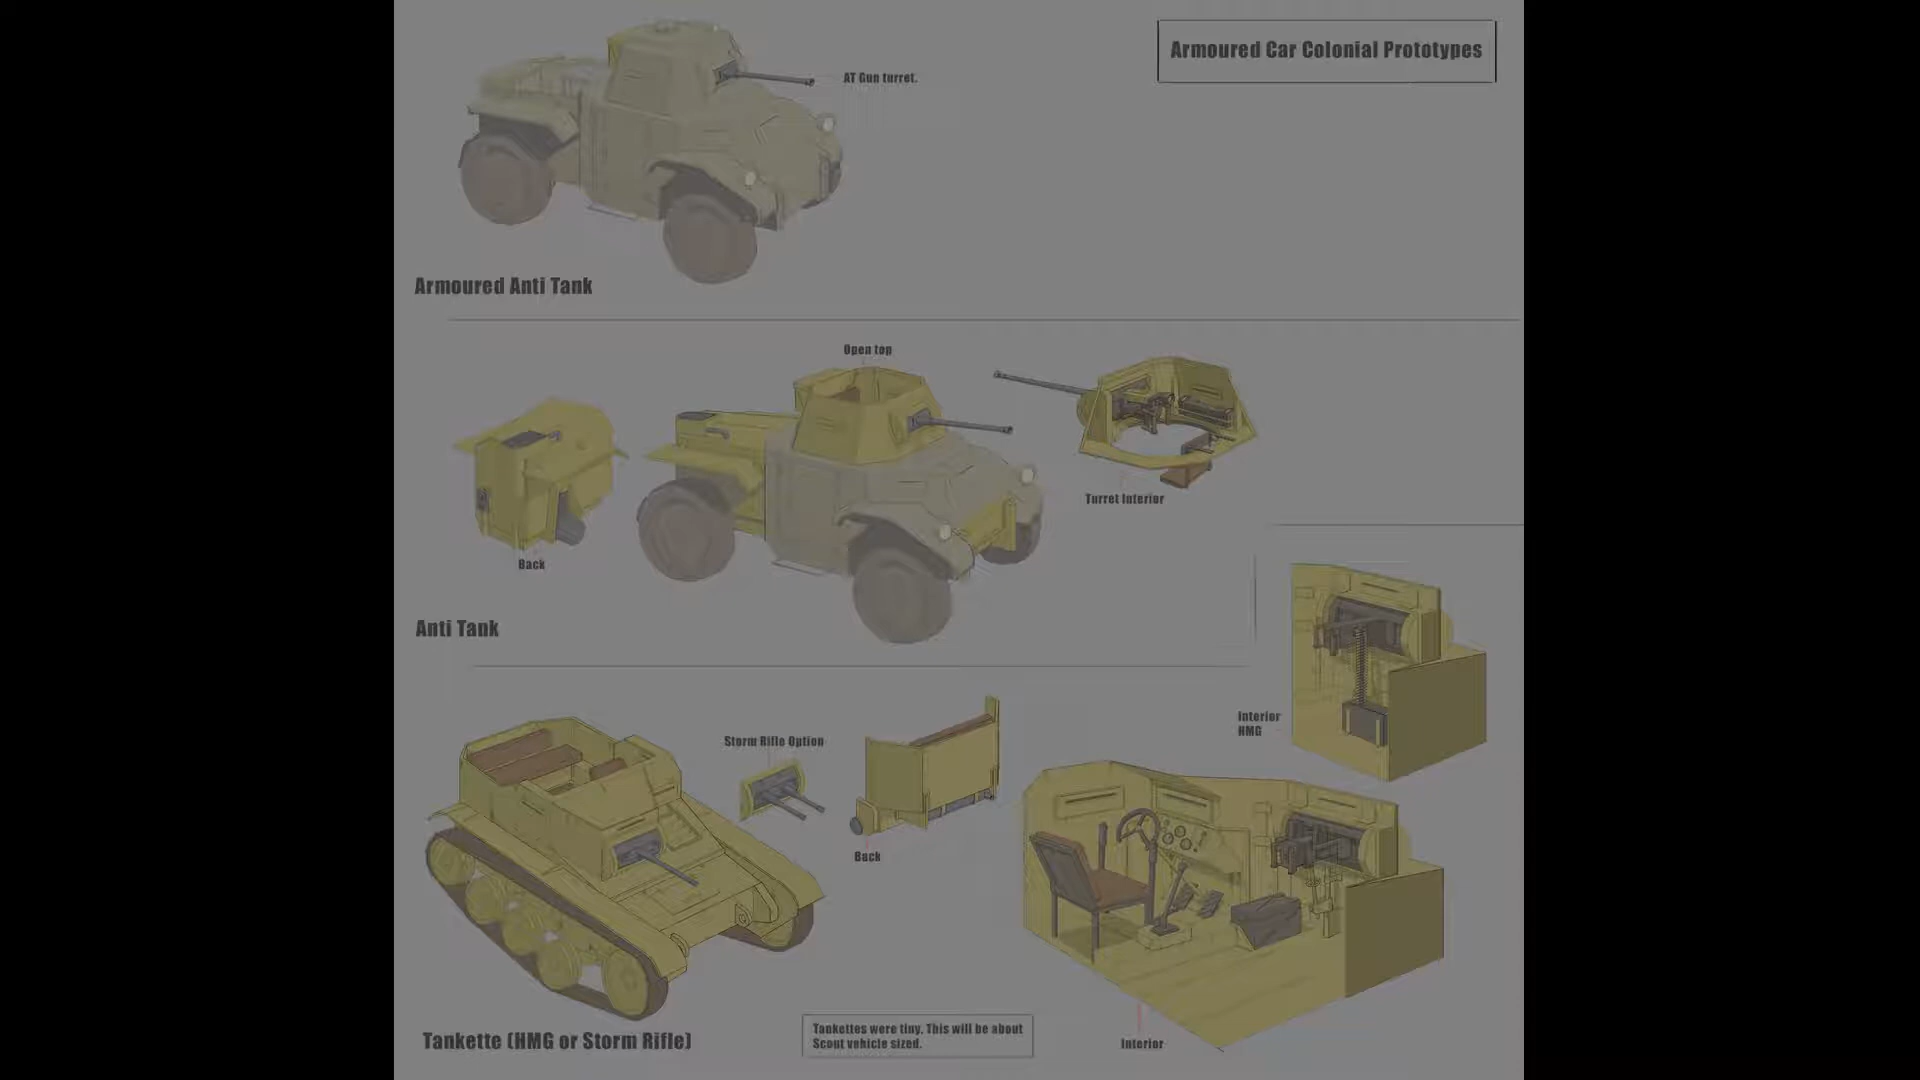 Armoured Car Colonial Prototypes
AT Gun turret.
Armoured Anti Tank
Open top
Turret Interior
Back
Anti Tank
Interior
HMG
Storm Rifle Option
Back
Tankette (HMG or Storm Rifle)
Tankettes were tiny. This will be about
Scout vehicle sized.
Interior